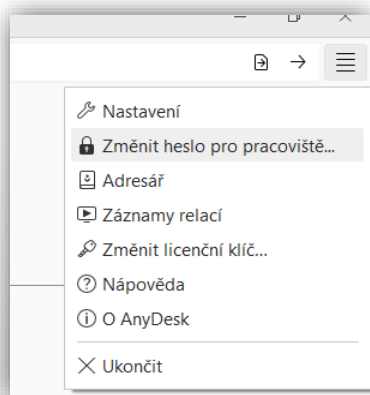 Nastavení
Změnit heslo pro pracoviště...
Adresář
Záznamy relací
Změnit licenční klíč...
Nápověda
O AnyDesk
Ukončit